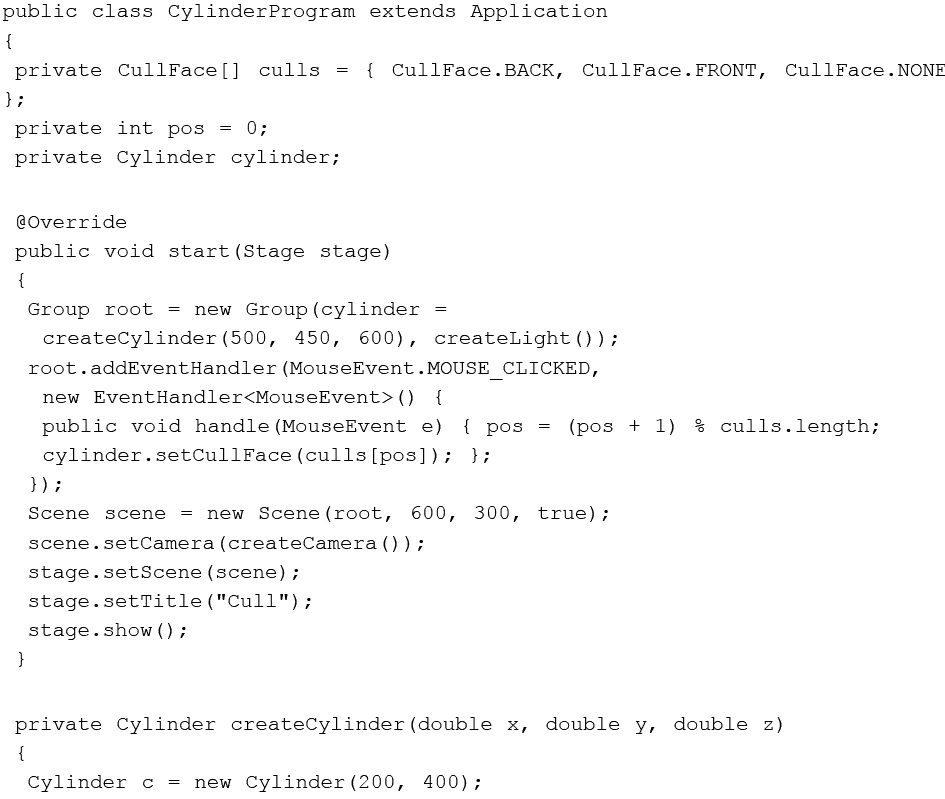 public class CylinderProgram extends Application
{
private CullFace[] culls = { CullFace.BACK, CullFace.FRONT, CullFace.NONE
};
private int pos = 0;
private Cylinder cylinder;
@Override
public void start(Stage stage)
{
Group root = new Group(cylinder =
createCylinder(500, 450, 600), createLight());
root.addEventHandler(MouseEvent.MOUSE_CLICKED,
new EventHandler<MouseEvent>() {
public void handle(MouseEvent e) { pos = (pos + 1) % culls.length;
cylinder.setCullFace(culls[pos]); };
});
Scene scene = new Scene(root, 600, 300, true);
scene.setCamera(createCamera());
stage.setScene(scene);
stage.setTitle("Cull");
stage.show();
}
private Cylinder createCylinder(double x, double y, double z)
{
Cylinder c = new Cylinder(200, 400);